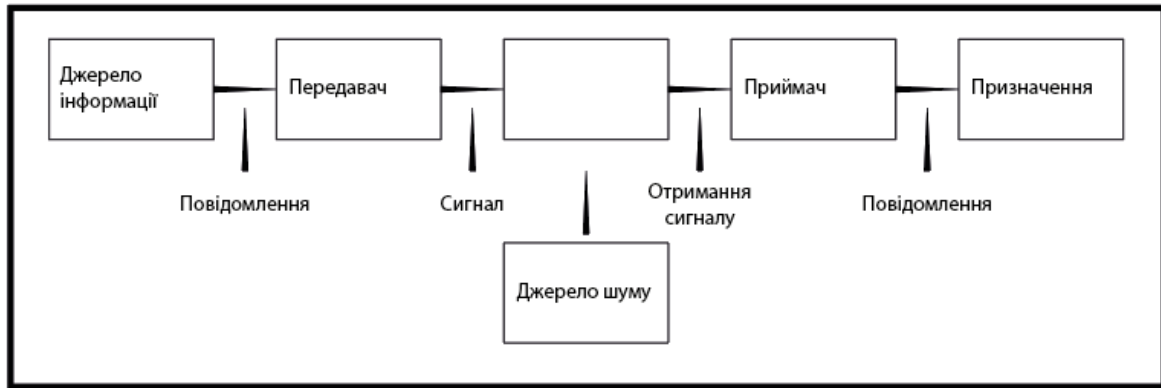 Джерело
інформації
Передавач
Приймач
Призначення
Повідомлення
Сигнал
Отримання
сигналу
Повідомлення
Джерело шуму